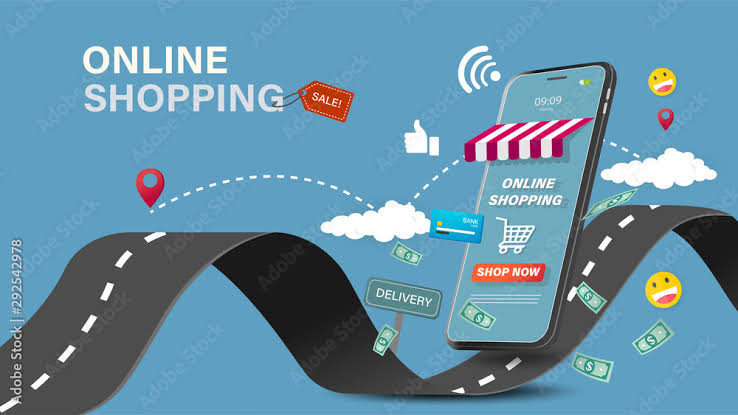 ONLINE
SHOPPING
SALE!
09:09
ONLINE
SHOPPING
BANK
SHOP NOW
DELIVERY
$
$
$
$
$
$
Adobe Stock | #292542978